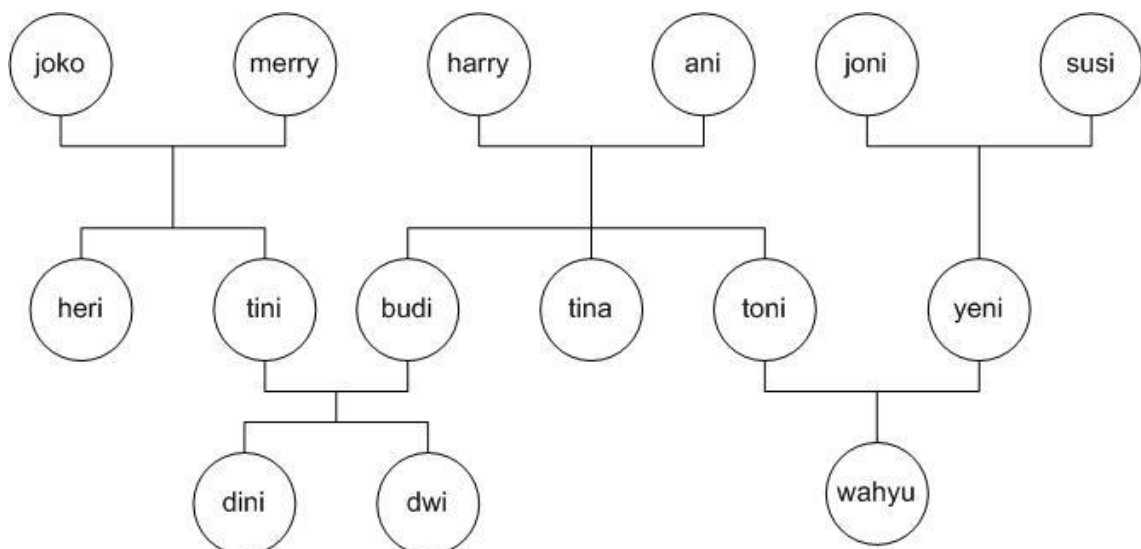 joko merry harry ani joni susi
heri tini budi tina toni yeni
dini dwi wahyu